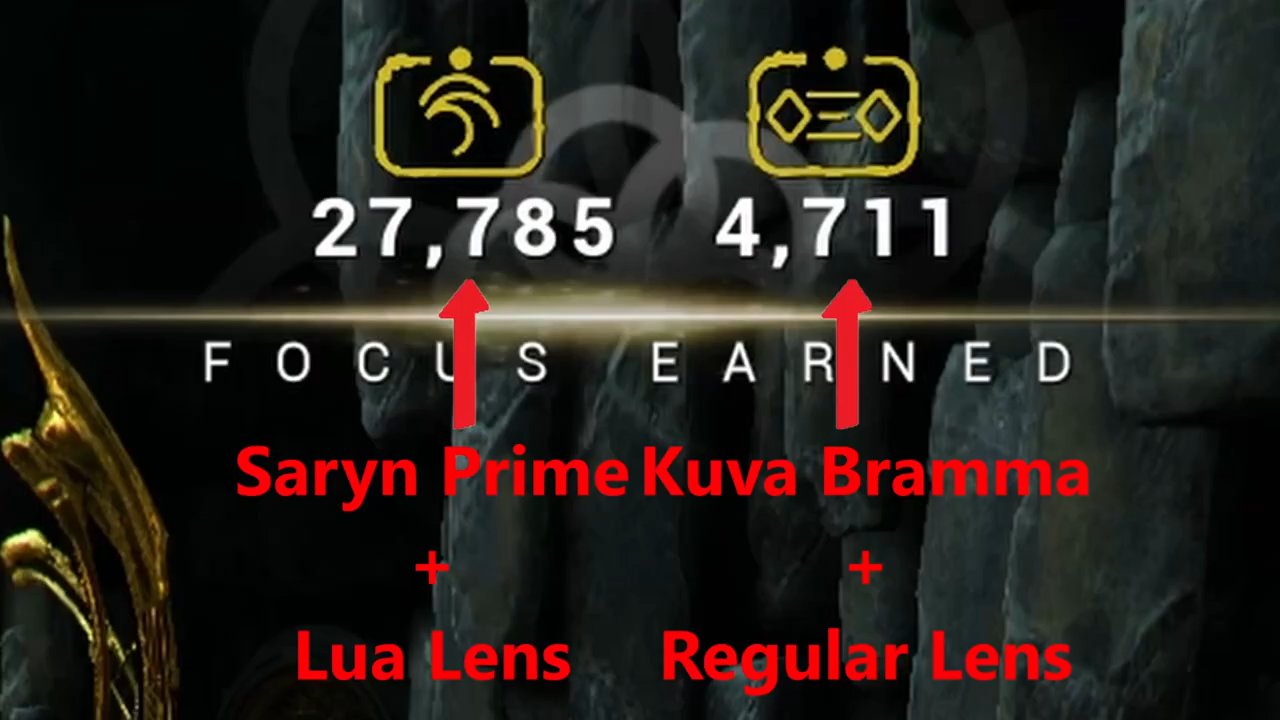 27,785 4,711
FOCUS EARNED
Saryn Prime Kuva Bramma
+ +
Lua Lens Regular Lens